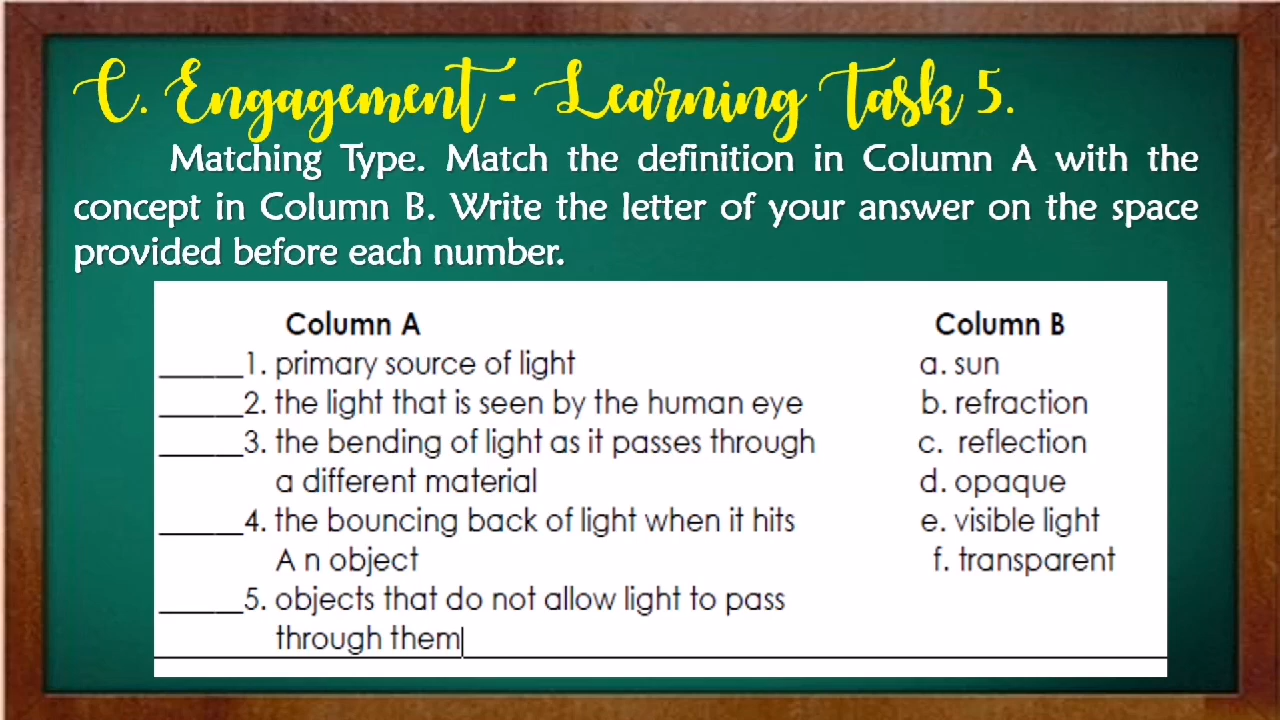 C. Engagement - Learning Task 5.
Matching Type. Match the definition in Column A with the
concept in Column B. Write the letter of your answer on the space
provided before each number.
Column A Column B
______1. primary source of light a. sun
______2. the light that is seen by the human eye b. refraction
______3. the bending of light as it passes through c. reflection
a different material d. opaque
______4. the bouncing back of light when it hits e. visible light
A n object f. transparent
______5. objects that do not allow light to pass
through them